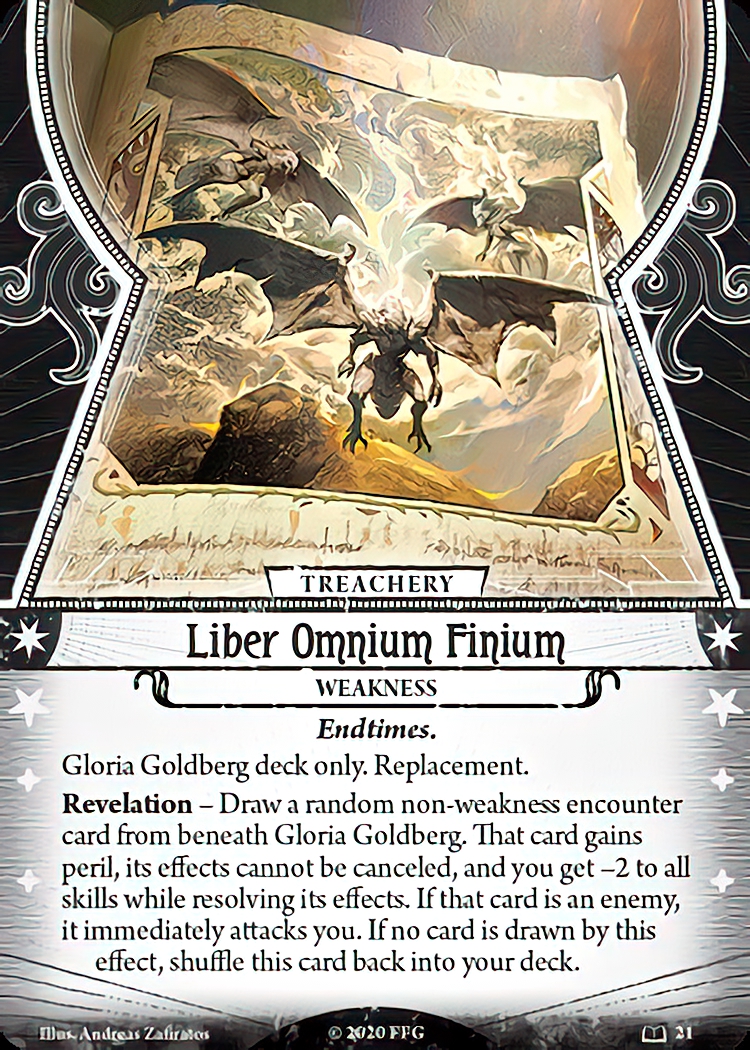 TREACHERY
Liber Omnium Finium
WEAKNESS
Endtimes.
Gloria Goldberg deck only. Replacement.
Revelation – Draw a random non-weakness encounter
card from beneath Gloria Goldberg. That card gains
peril, its effects cannot be canceled, and you get –2 to all
skills while resolving its effects. If that card is an enemy,
it immediately attacks you. If no card is drawn by this
effect, shuffle this card back into your deck.
Illus. Andreas Zafiratos
© 2020 FFG
21